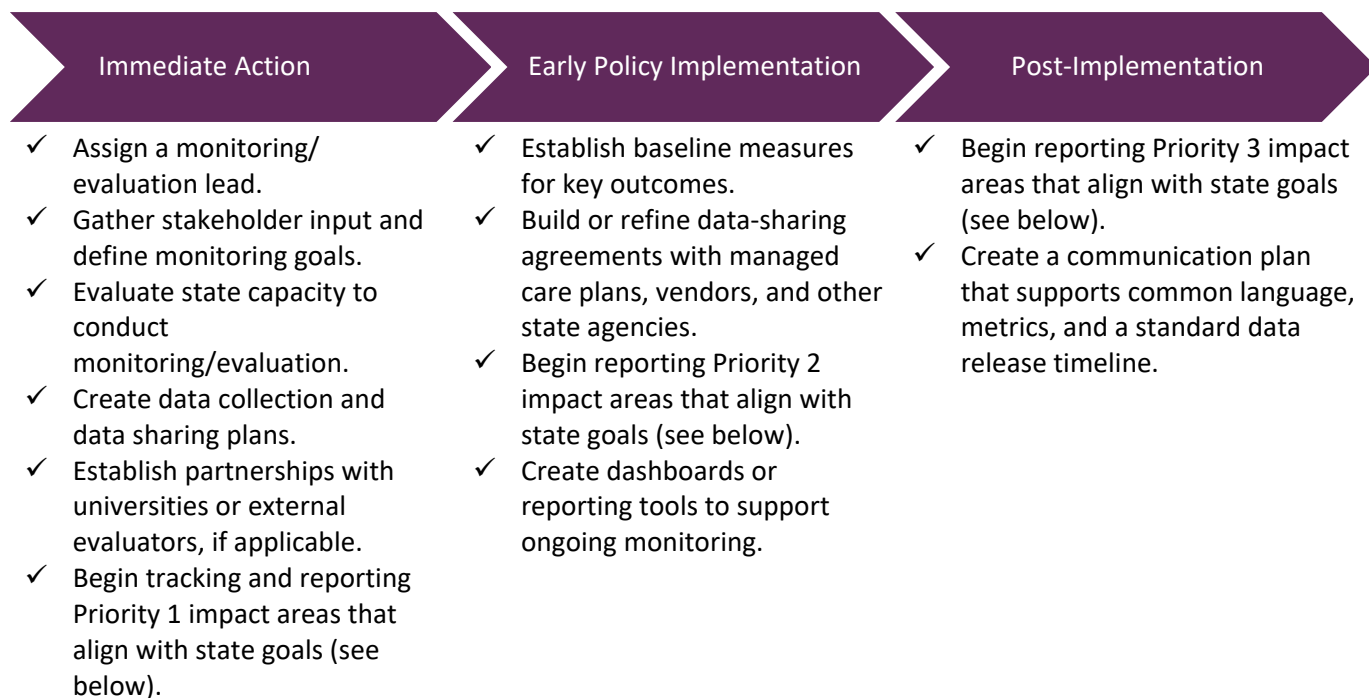 Immediate Action
✓ Assign a monitoring/
evaluation lead.
✓ Gather stakeholder input and
define monitoring goals.
✓ Evaluate state capacity to
conduct
monitoring/evaluation.
✓ Create data collection and
data sharing plans.
✓ Establish partnerships with
universities or external
evaluators, if applicable.
✓ Begin tracking and reporting
Priority 1 impact areas that
align with state goals (see
below).
Early Policy Implementation
✓ Establish baseline measures
for key outcomes.
✓ Build or refine data-sharing
agreements with managed
care plans, vendors, and other
state agencies.
✓ Begin reporting Priority 2
impact areas that align with
state goals (see below).
✓ Create dashboards or
reporting tools to support
ongoing monitoring.
Post-Implementation
✓ Begin reporting Priority 3 impact
areas that align with state goals
(see below).
✓ Create a communication plan
that supports common language,
metrics, and a standard data
release timeline.